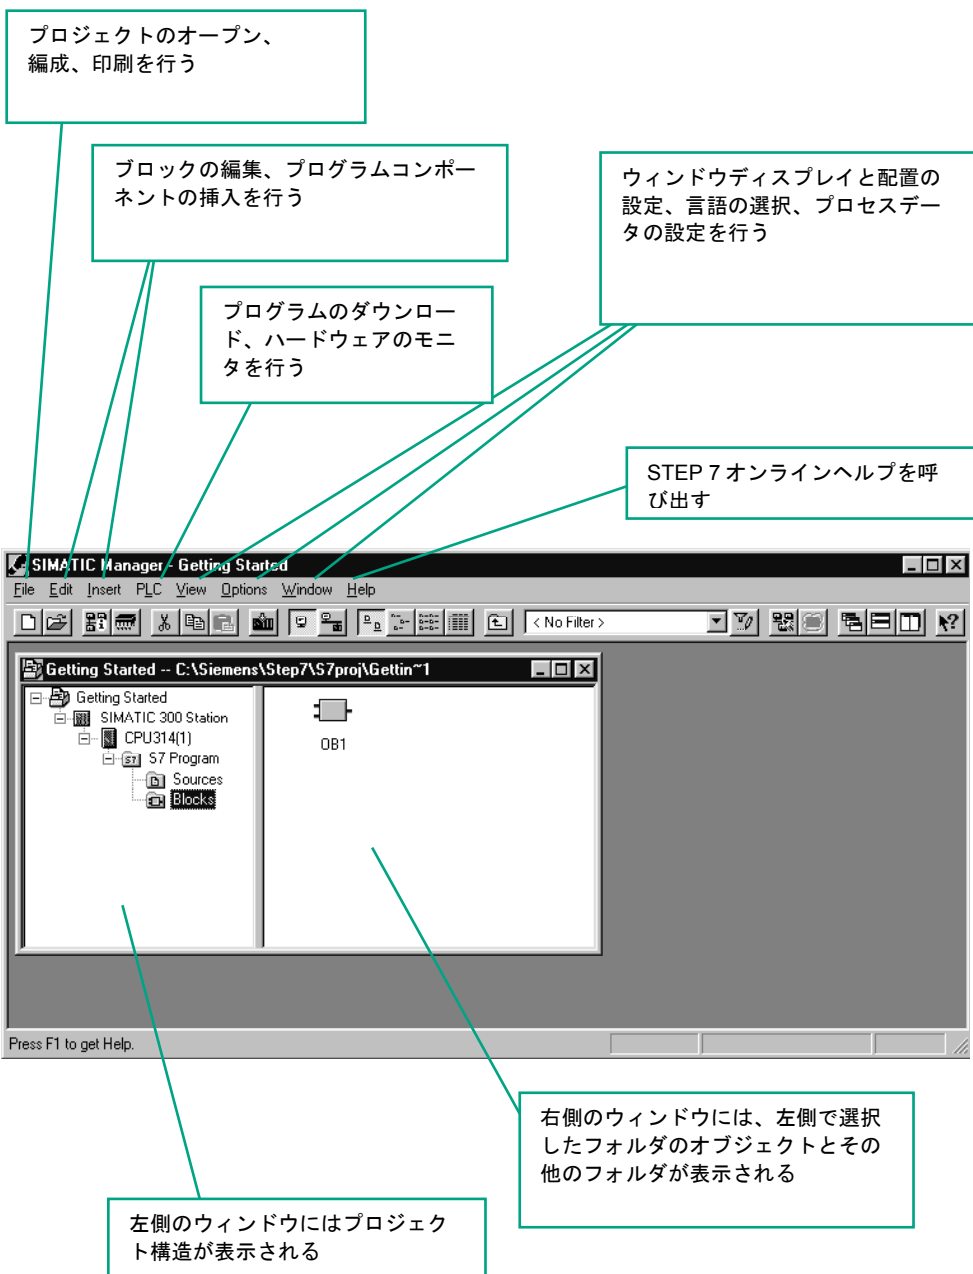 プロジェクトのオープン、
編成、印刷を行う
ブロックの編集、プログラムコンポー
ネントの挿入を行う
ウィンドウディスプレイと配置の
設定、言語の選択、プロセスデー
タの設定を行う
プログラムのダウンロー
ド、ハードウェアのモニ
タを行う
STEP 7 オンラインヘルプを呼
び出す
SIMATIC Manager - Getting Started
File Edit Insert PLC View Options Window Help
< No Filter >
Getting Started -- C:\Siemens\Step7\S7proj\Gettin~1
Getting Started
SIMATIC 300 Station
CPU314(1)
S7 Program
Sources
Blocks
OB1
Press F1 to get Help.
右側のウィンドウには、左側で選択
したフォルダのオブジェクトとその
他のフォルダが表示される
左側のウィンドウにはプロジェク
ト構造が表示される